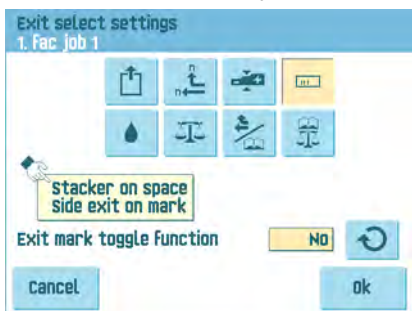 Exit select settings
1. Fac job 1
n
n
n:
Stacker on space
Side exit on mark
Exit mark toggle function
NO
Cancel
Ok